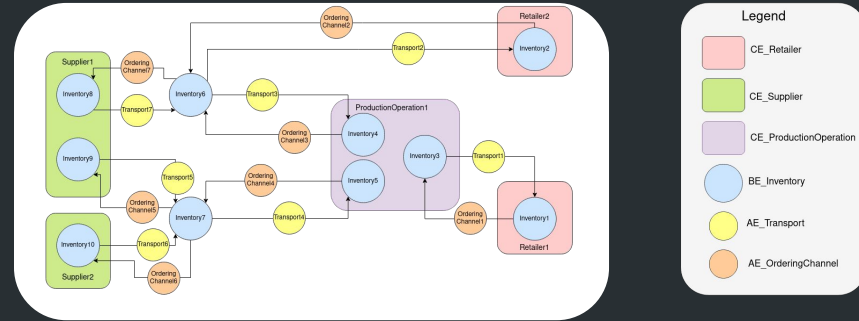 Ordering
Channel2
Retailer2
Inventory2
Transport2
Supplier1
Ordering
Channel7
Inventory8
Transport7
Inventory6
Transport3
ProductionOperation1
Ordering
Channel3
Inventory4
Inventory3
Transport1
Inventory9
Transport5
Ordering
Channel4
Inventory5
Ordering
Channel5
Inventory7
Transport4
Ordering
Channel1
Inventory1
Retailer1
Inventory10
Transport6
Supplier2
Ordering
Channel6
Legend
CE_Retailer
CE_Supplier
CE_ProductionOperation
BE_Inventory
AE_Transport
AE_OrderingChannel